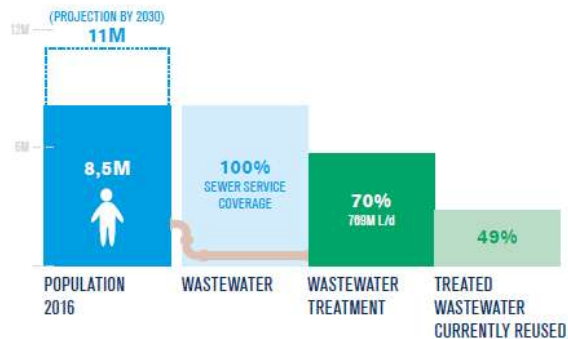 (PROJECTION BY 2030)
12M
11M
6M
8,5M
100%
SEWER SERVICE
COVERAGE
70%
769M L/d
49%
POPULATION
2016
WASTEWATER
WASTEWATER
TREATMENT
TREATED
WASTEWATER
CURRENTLY REUSED